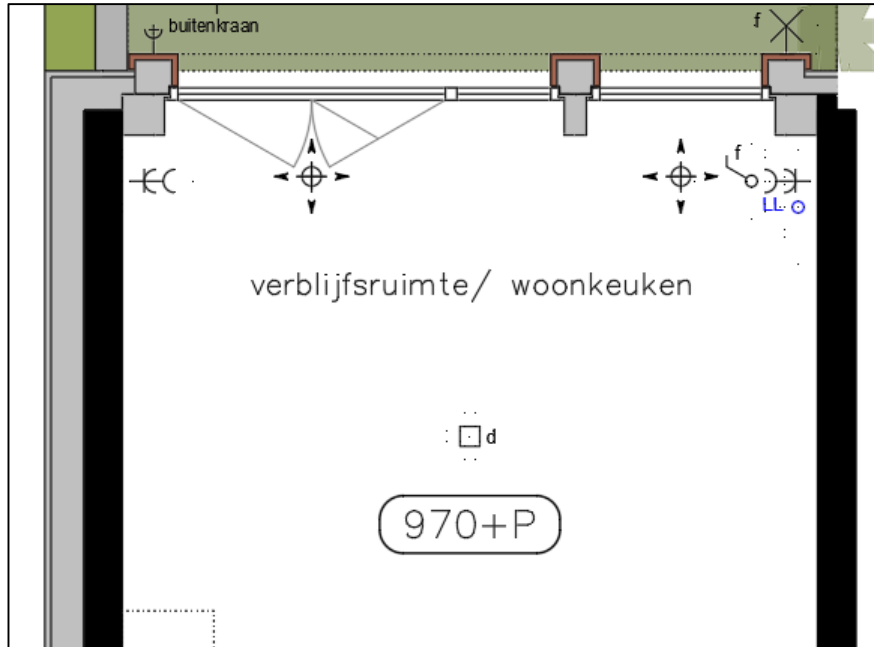 buitenkraan
f
f
LL
verblijfsruimte/ woonkeuken
d
970+P